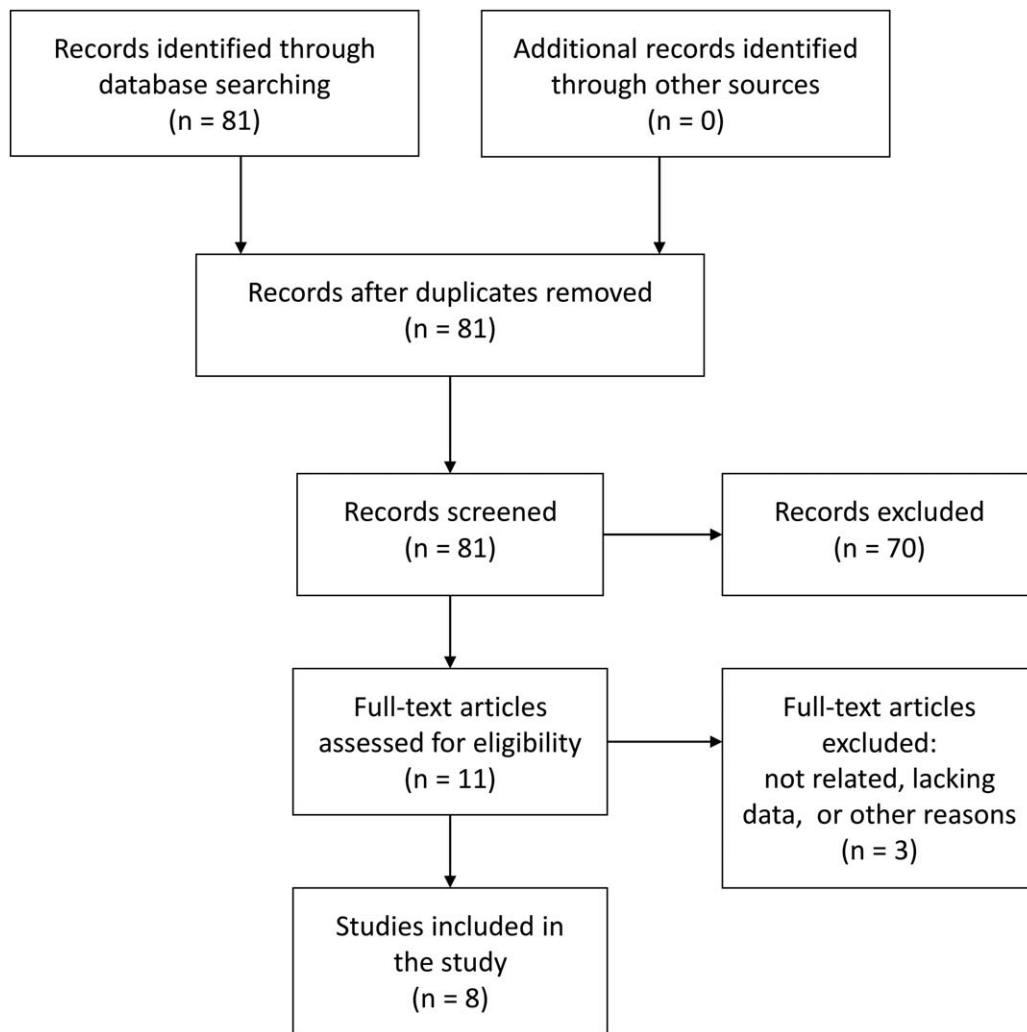 Records identified through
database searching
(n = 81)
Additional records identified
through other sources
(n = 0)
Records after duplicates removed
(n = 81)
Records screened
(n = 81)
Records excluded
(n = 70)
Full-text articles
assessed for eligibility
(n = 11)
Full-text articles
excluded:
not related, lacking
data, or other reasons
(n = 3)
Studies included in
the study
(n = 8)